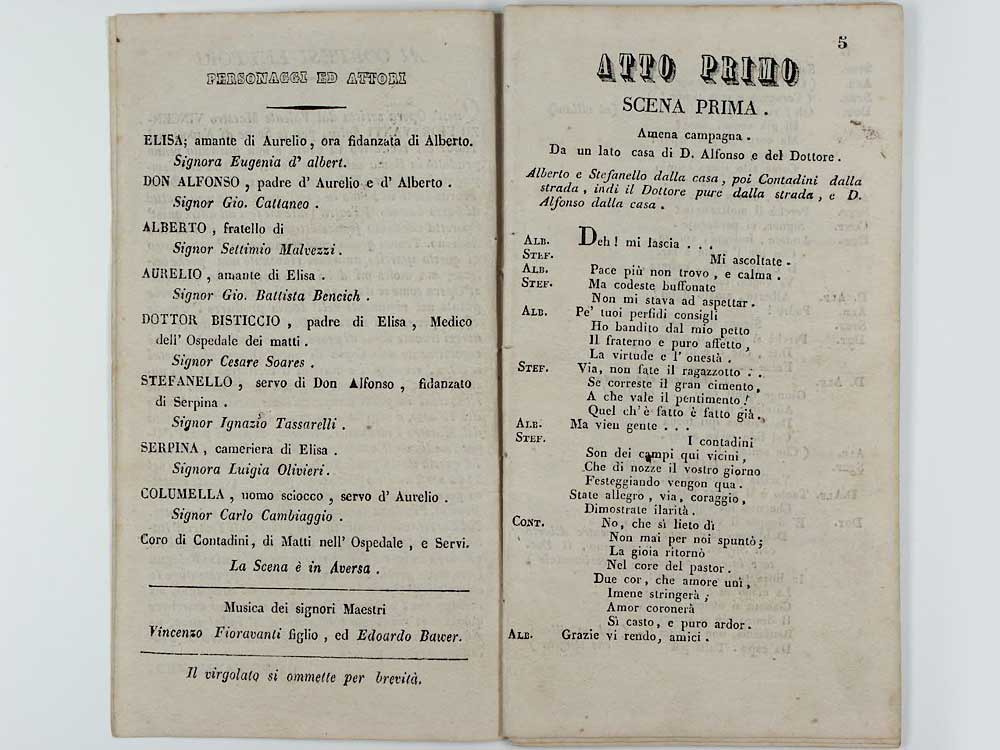 PERSONAGGI ED ATTORI
ELISA; amante di Aurelio, ora fidanzata di Alberto.
Signora Eugenia d' albert.
DON ALFONSO, padre d' Aurelio e d' Alberto.
Signor Gio. Cattaneo.
ALBERTO, fratello di
Signor Settimio Malvezzi.
AURELIO, amante di Elisa.
Signor Gio. Battista Bencich.
DOTTOR BISTICCIO, padre di Elisa, Medico
dell' Ospedale dei matti.
Signor Cesare Soares.
STEFANELLO, servo di Don Alfonso, fidanzato
di Serpina.
Signor Ignazio Tassarelli.
SERPINA, cameriera di Elisa.
Signora Luigia Olivieri.
COLUMELLA, uomo sciocco, servo d' Aurelio.
Signor Carlo Cambiaggio.
Coro di Contadini, di Matti nell' Ospedale, e Servi.
La Scena è in Aversa.
Musica dei signori Maestri
Vincenzo Fioravanti figlio, ed Edoardo Bawer.
Il virgolato si ommette per brevità.
5
ATTO PRIMO
SCENA PRIMA.
Amena campagna.
Da un lato casa di D. Alfonso e del Dottore.
Alberto e Stefanello dalla casa, poi Contadini dalla
strada, indi il Dottore pure dalla strada, e D.
Alfonso dalla casa.
ALB. Deh! mi lascia . . .
STEF. Mi ascoltate.
ALB. Pace più non trovo, e calma.
STEF. Ma codeste buffonate
Non mi stava ad aspettar.
ALB. Pe' tuoi perfidi consigli
Ho bandito dal mio petto
Il fraterno e puro affetto,
La virtude e l' onestà.
STEF. Via, non fate il ragazzotto . .
Se correste il gran cimento,
A che vale il pentimento!
Quel ch'è fatto è fatto già.
ALB. Ma vien gente . . .
STEF. I contadini
Son dei campi qui vicini,
Che di nozze il vostro giorno
Festeggiando vengon qua.
State allegro, via, coraggio,
Dimostrate ilarità.
CONT. No, che sì lieto dì
Non mai per noi spuntò;
La gioia ritornò
Nel core del pastor.
Due cor, che amore unì,
Imene stringerà;
Amor coronerà
Sì casto, e puro ardor.
ALB. Grazie vi rendo, amici.